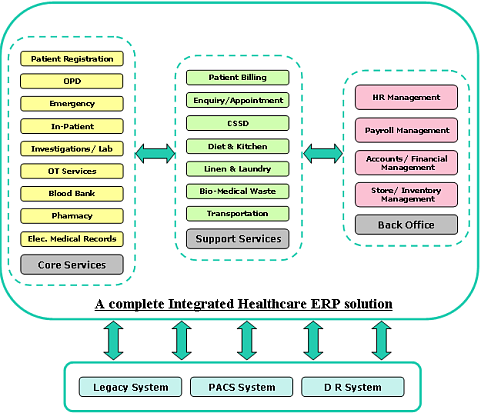 Patient Registration
OPD
Emergency
In-Patient
Investigations/ Lab
OT Services
Blood Bank
Pharmacy
Elec. Medical Records
Core Services
Patient Billing
Enquiry/Appointment
CSSD
Diet & Kitchen
Linen & Laundry
Bio-Medical Waste
Transportation
Support Services
HR Management
Payroll Management
Accounts/ Financial
Management
Store/ Inventory
Management
Back Office
A complete Integrated Healthcare ERP solution
Legacy System
PACS System
D R System